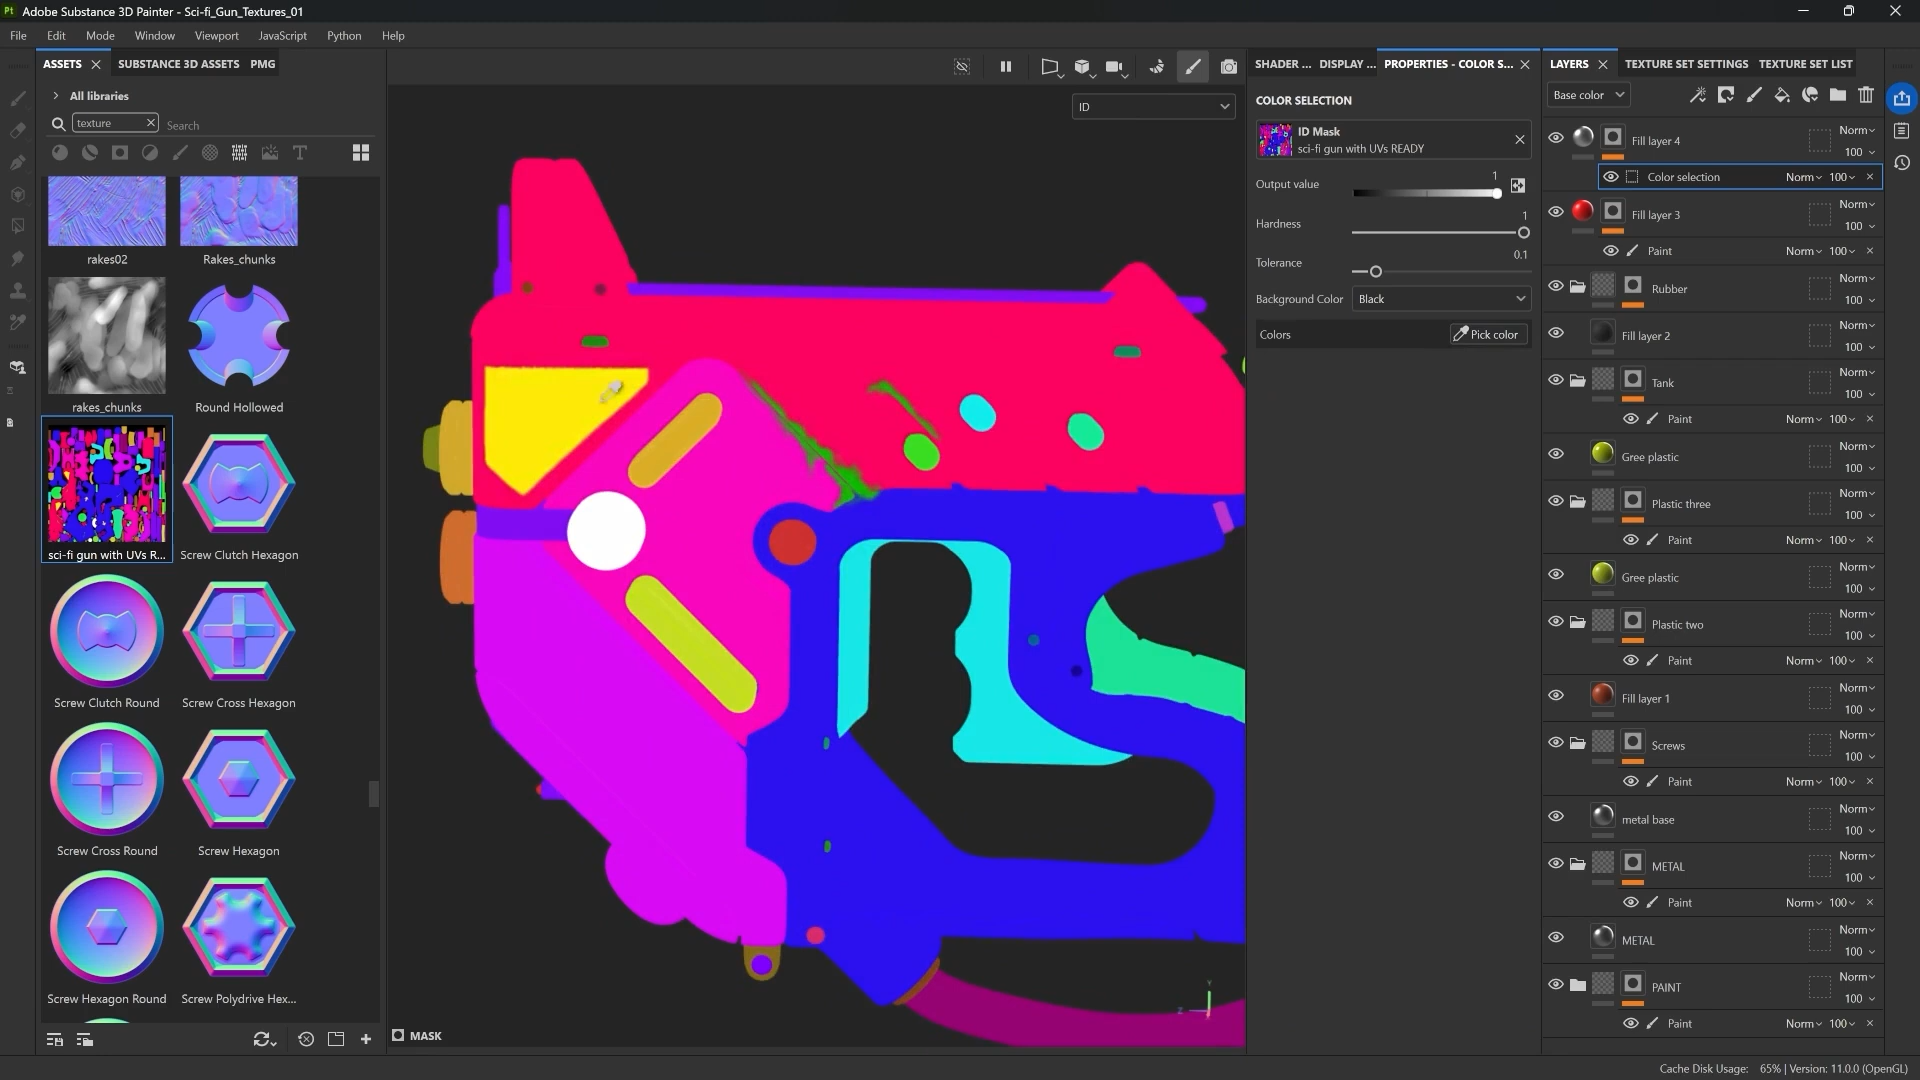 Pt Adobe Substance 3D Painter - Sci-fi_Gun_Textures_01
File Edit Mode Window Viewport JavaScript Python Help
ASSETS SUBSTANCE 3D ASSETS PMG
All libraries
texture Search
rakes02 Rakes_chunks
rakes_chunks Round Hollowed
sci-fi gun with UVs R... Screw Clutch Hexagon
Screw Clutch Round Screw Cross Hexagon
Screw Cross Round Screw Hexagon
Screw Hexagon Round Screw Polydrive Hex...
ID
MASK
Y
Z
SHADER ... DISPLAY ... PROPERTIES - COLOR S...
COLOR SELECTION
ID Mask
sci-fi gun with UVs READY
Output value 1
Hardness 1
Tolerance 0.1
Background Color Black
Colors Pick color
LAYERS TEXTURE SET SETTINGS TEXTURE SET LIST
Base color
Fill layer 4 Norm 100
Color selection Norm 100
Fill layer 3 Norm 100
Paint Norm 100
Rubber Norm 100
Fill layer 2 Norm 100
Tank Norm 100
Paint Norm 100
Gree plastic Norm 100
Plastic three Norm 100
Paint Norm 100
Gree plastic Norm 100
Plastic two Norm 100
Paint Norm 100
Fill layer 1 Norm 100
Screws Norm 100
Paint Norm 100
metal base Norm 100
METAL Norm 100
Paint Norm 100
METAL Norm 100
PAINT Norm 100
Paint Norm 100
Cache Disk Usage: 65% | Version: 11.0.0 (OpenGL)